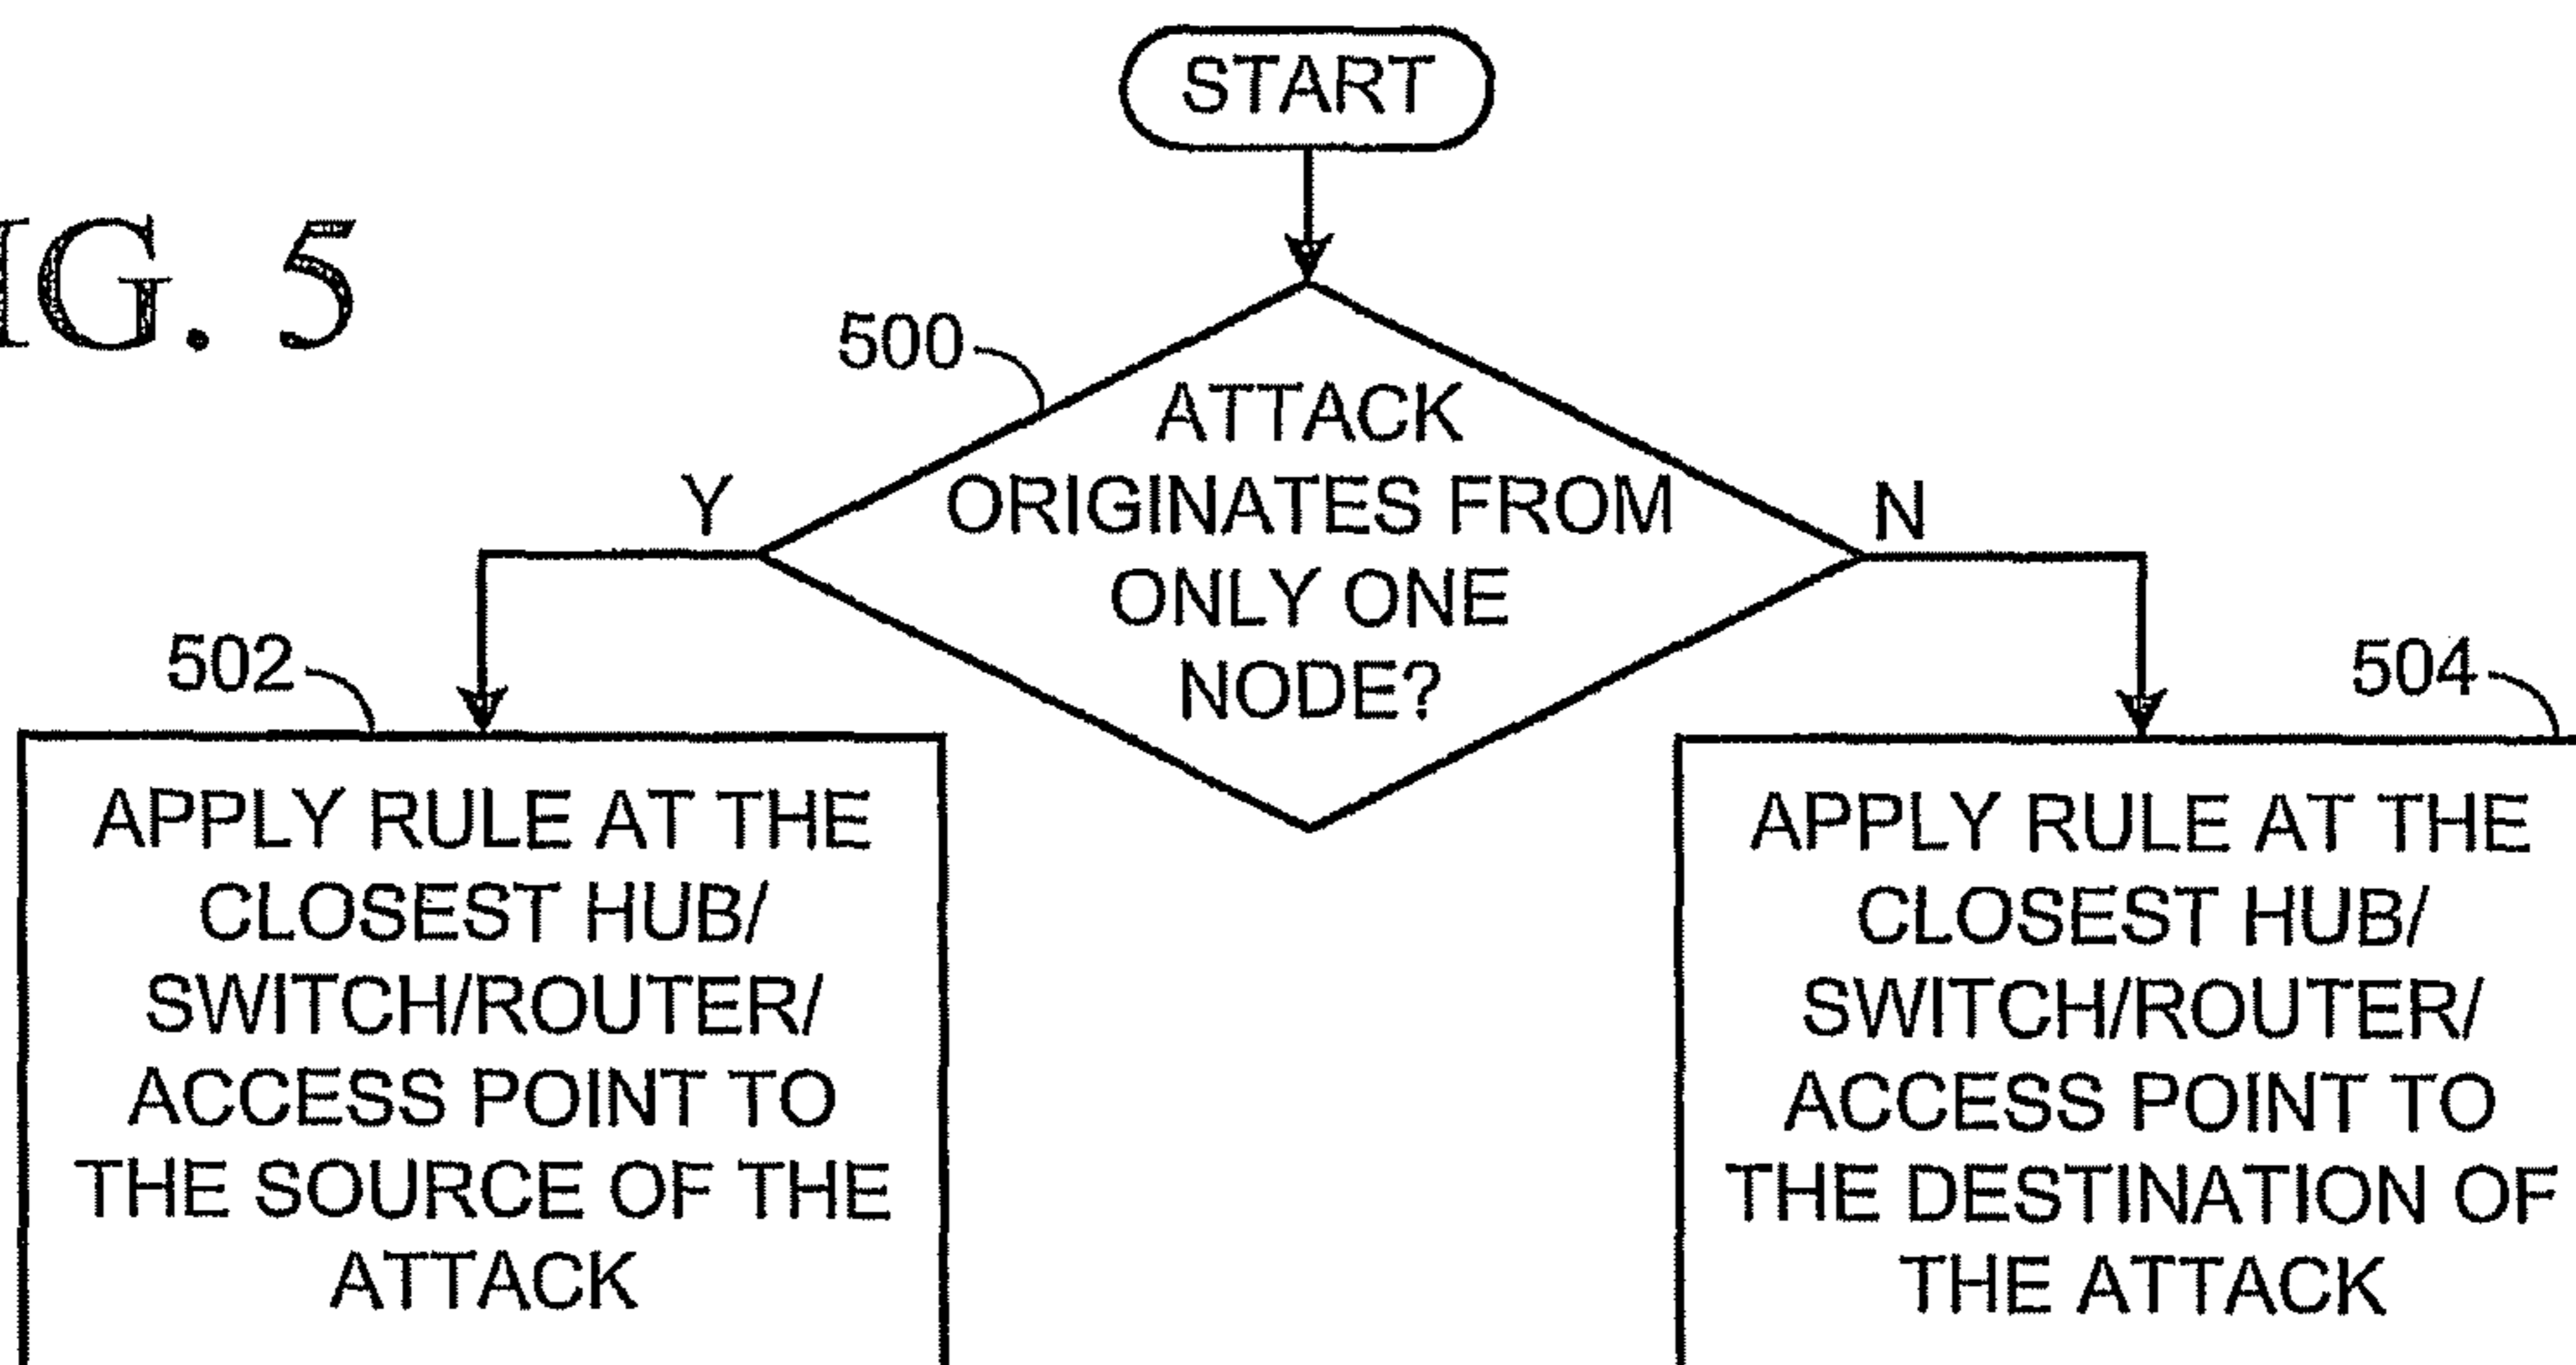 START
IG. 5
500
ATTACK
ORIGINATES FROM
ONLY ONE
NODE?
Y
N
502
504
APPLY RULE AT THE
CLOSEST HUB/
SWITCH/ROUTER/
ACCESS POINT TO
THE SOURCE OF THE
ATTACK
APPLY RULE AT THE
CLOSEST HUB/
SWITCH/ROUTER/
ACCESS POINT TO
THE DESTINATION OF
THE ATTACK